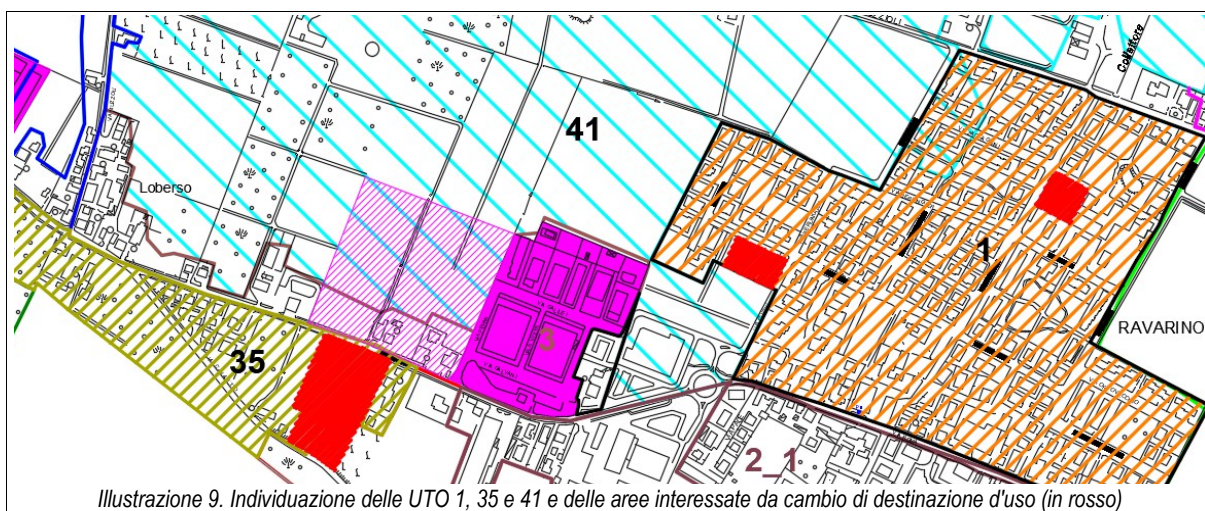 Collettore
41
Loberso
1
RAVARINO
3
35
2_1
Illustrazione 9. Individuazione delle UTO 1, 35 e 41 e delle aree interessate da cambio di destinazione d'uso (in rosso)